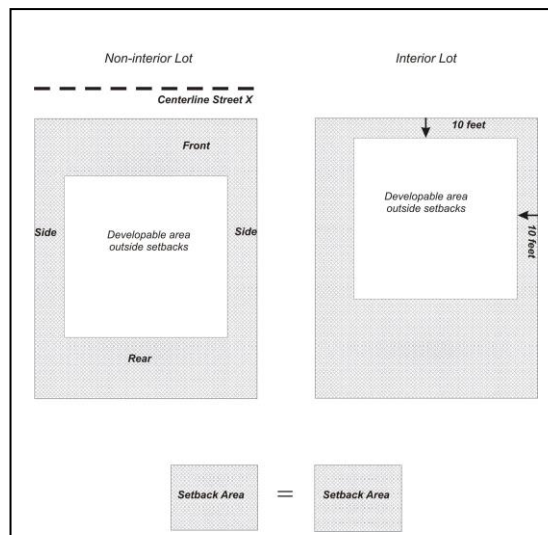 Non-interior Lot
Interior Lot
Centerline Street X
Front
10 feet
Side
Developable area
outside setbacks
Side
Developable area
outside setbacks
10 feet
Rear
Setback Area
=
Setback Area